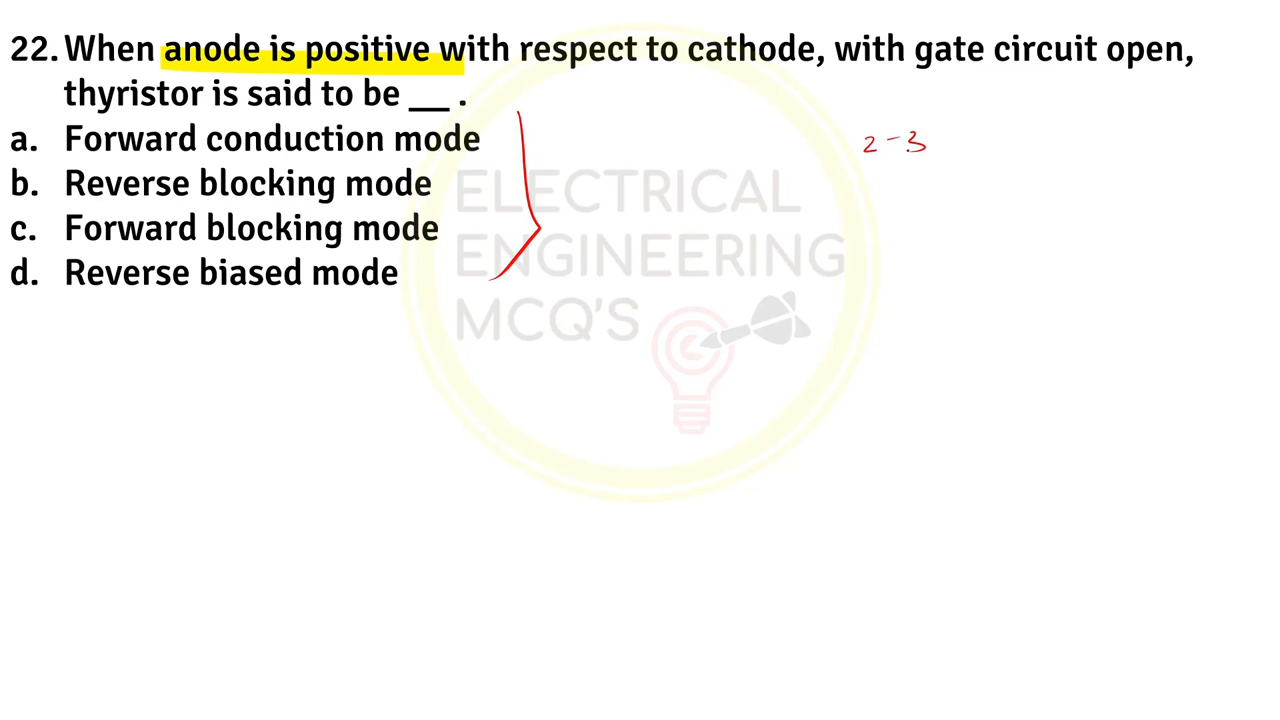 22. When anode is positive with respect to cathode, with gate circuit open,
thyristor is said to be __ .
2-3
a. Forward conduction mode
b. Reverse blocking mode
c. Forward blocking mode
d. Reverse biased mode
ELECTRICAL
ENGINEERING
MCQ'S